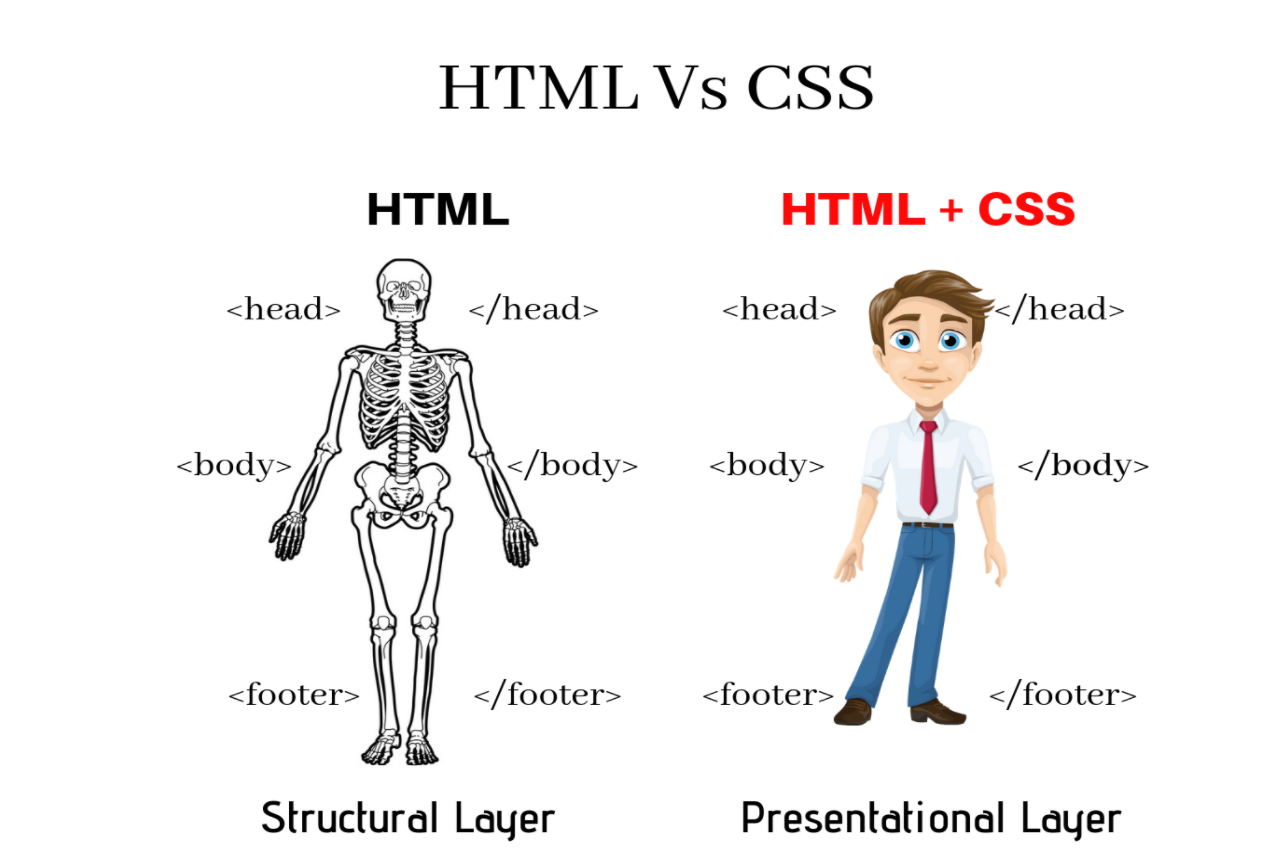 HTML Vs CSS
HTML
<head> </head>
<body> </body>
<footer> </footer>
Structural Layer
HTML + CSS
<head> </head>
<body> </body>
<footer> </footer>
Presentational Layer